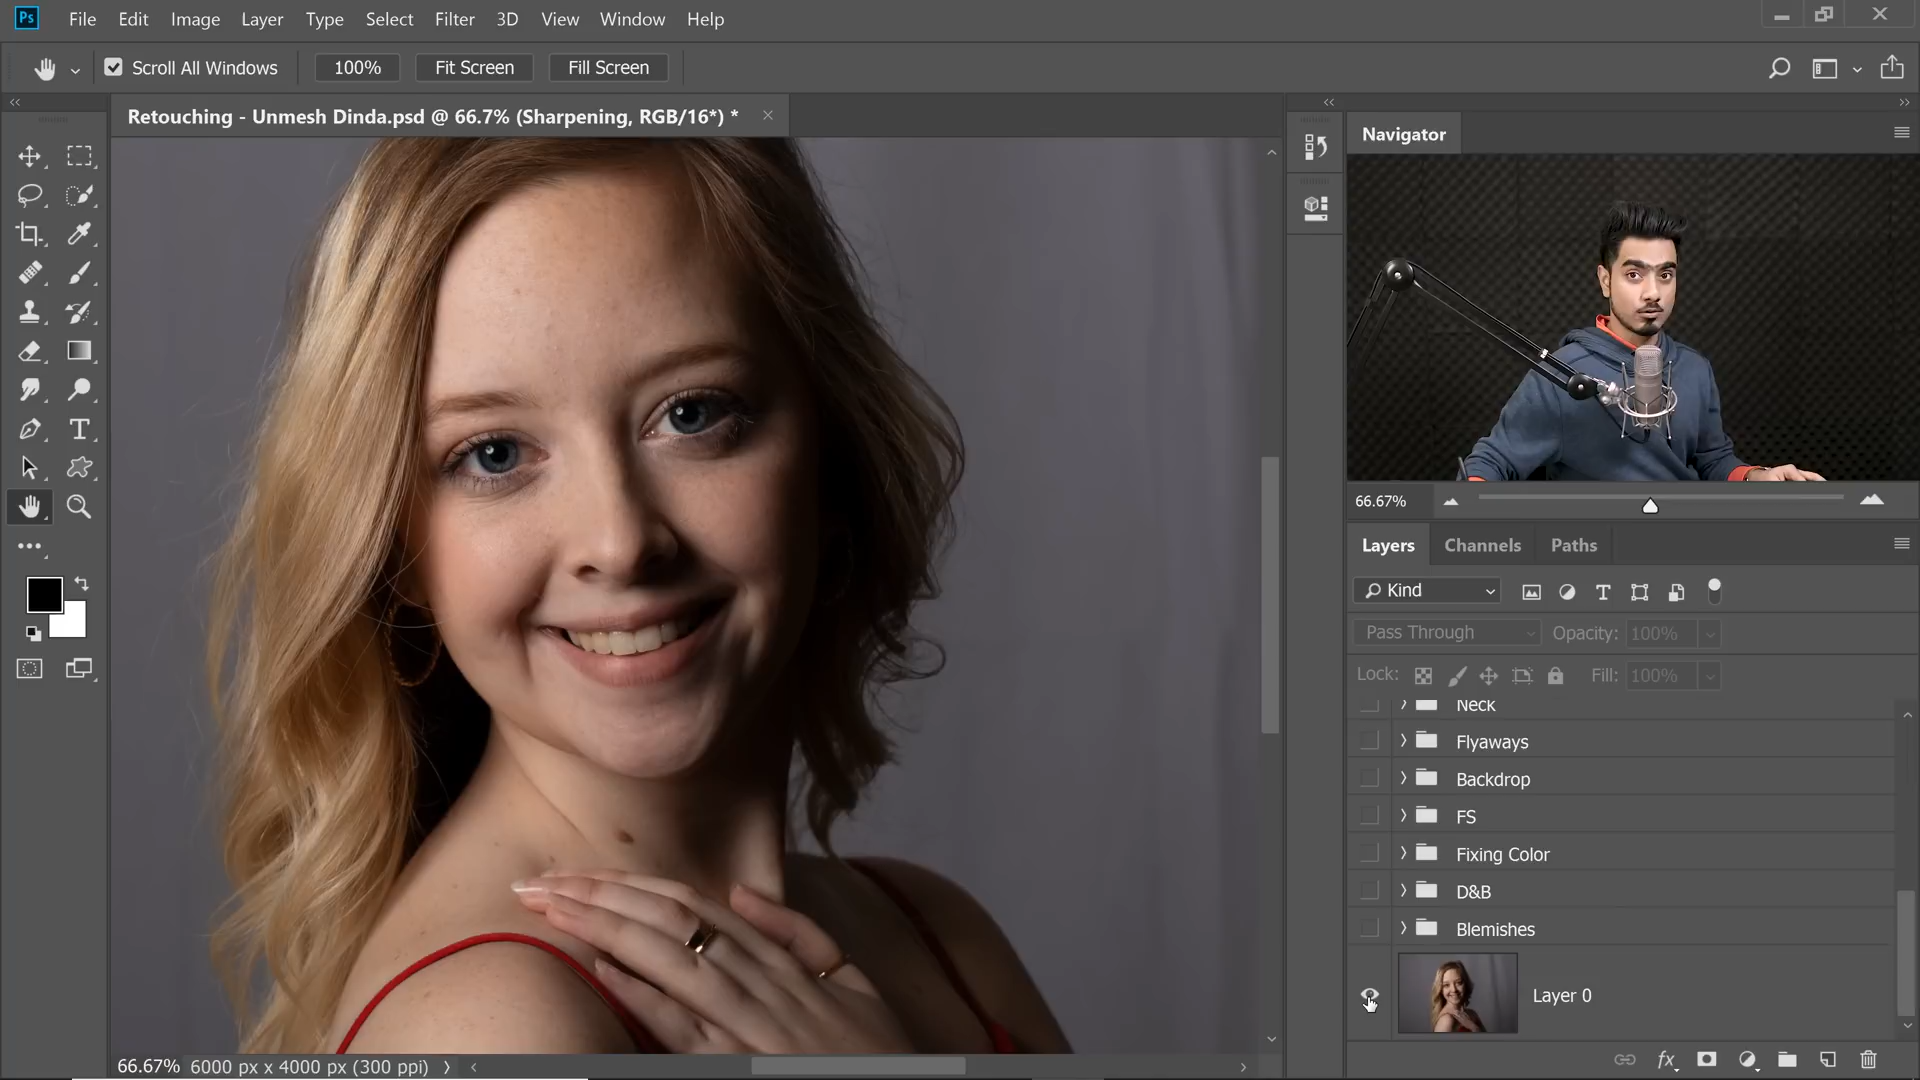 Ps File Edit Image Layer Type Select Filter 3D View Window Help
Scroll All Windows 100% Fit Screen Fill Screen
Retouching - Unmesh Dinda.psd @ 66.7% (Sharpening, RGB/16*) *
Navigator
66.67%
Layers Channels Paths
Kind
Pass Through Opacity: 100%
Lock: Fill: 100%
Neck
Flyaways
Backdrop
FS
Fixing Color
D&B
Blemishes
Layer 0
66.67% 6000 px x 4000 px (300 ppi)
fx